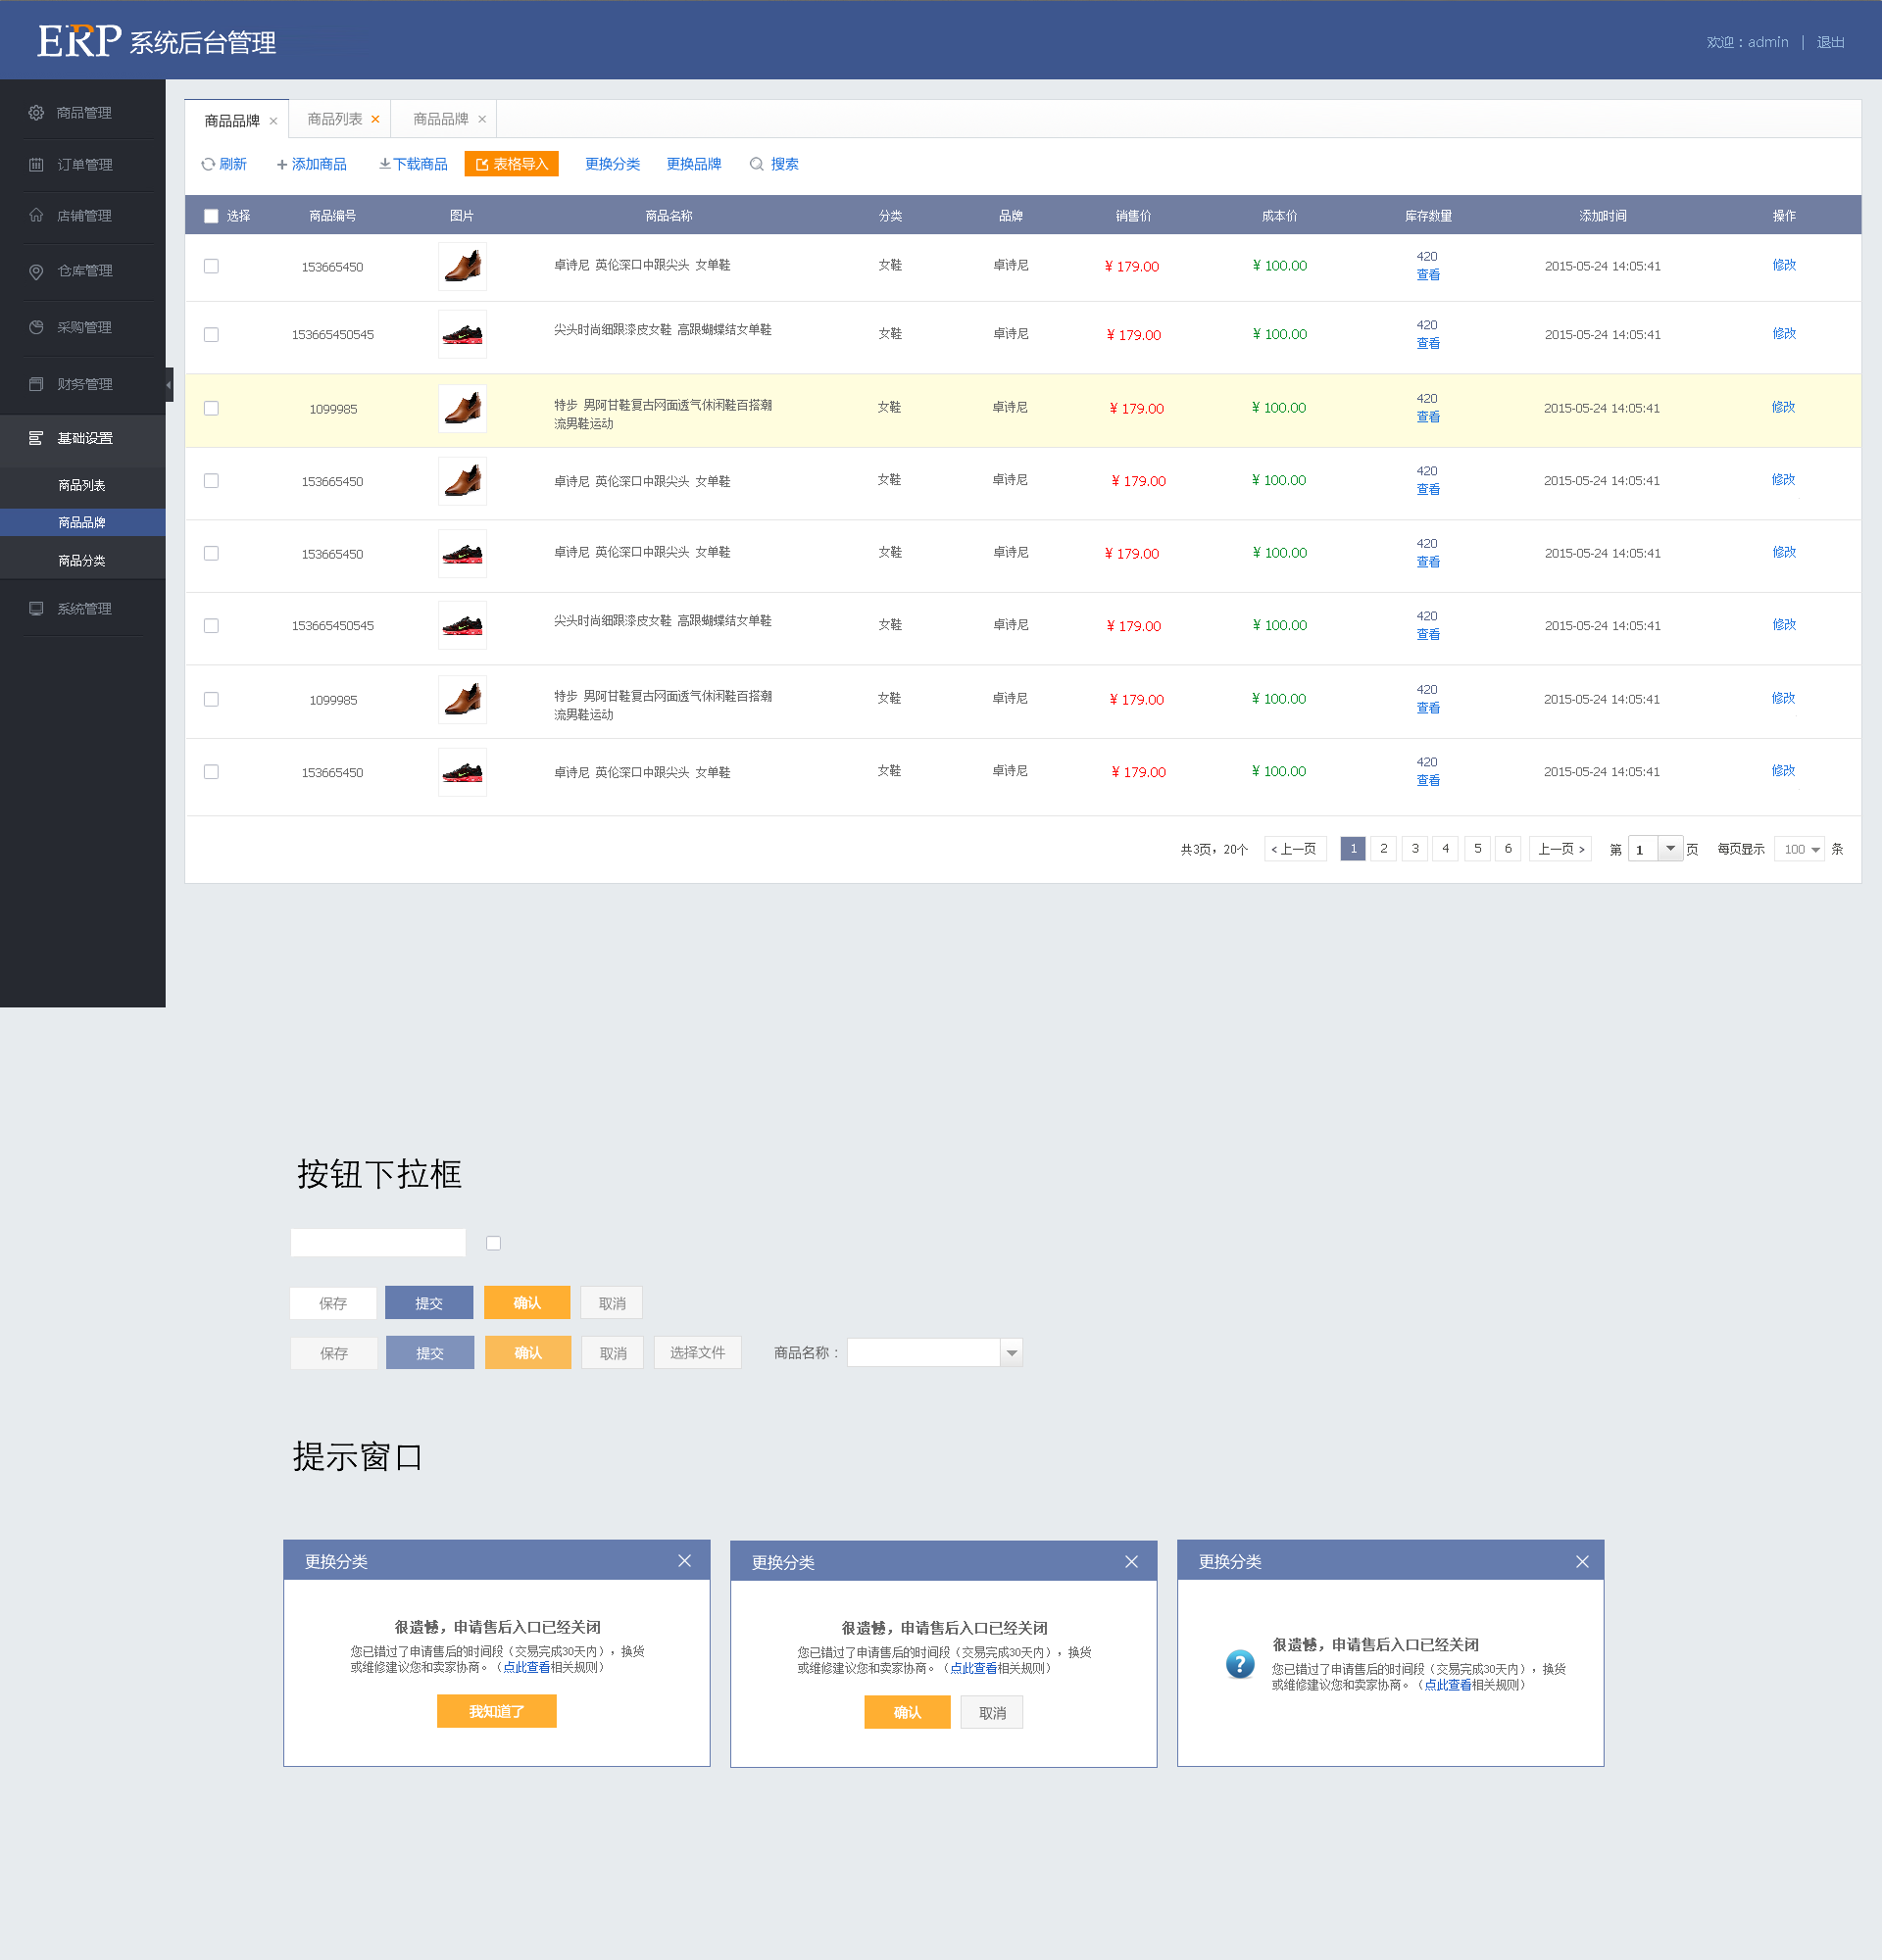 ERP 系统后台管理
欢迎：admin | 退出
商品管理
订单管理
店铺管理
仓库管理
采购管理
财务管理
基础设置
商品列表
商品品牌
商品分类
系统管理
商品品牌 × 商品列表 × 商品品牌 ×
刷新 + 添加商品 下载商品 表格导入 更换分类 更换品牌 搜索
选择 商品编号 图片 商品名称 分类 品牌 销售价 成本价 库存数量 添加时间 操作
153665450 卓诗尼 英伦深口中跟尖头 女单鞋 女鞋 卓诗尼 ¥ 179.00 ¥ 100.00 420 2015-05-24 14:05:41 修改
查看
153665450545 尖头时尚细跟漆皮女鞋 高跟蝴蝶结女单鞋 女鞋 卓诗尼 ¥ 179.00 ¥ 100.00 420 2015-05-24 14:05:41 修改
查看
1099985 特步 男阿甘鞋复古网面透气休闲鞋百搭潮 女鞋 卓诗尼 ¥ 179.00 ¥ 100.00 420 2015-05-24 14:05:41 修改
流男鞋运动 查看
153665450 卓诗尼 英伦深口中跟尖头 女单鞋 女鞋 卓诗尼 ¥ 179.00 ¥ 100.00 420 2015-05-24 14:05:41 修改
查看
153665450 卓诗尼 英伦深口中跟尖头 女单鞋 女鞋 卓诗尼 ¥ 179.00 ¥ 100.00 420 2015-05-24 14:05:41 修改
查看
153665450545 尖头时尚细跟漆皮女鞋 高跟蝴蝶结女单鞋 女鞋 卓诗尼 ¥ 179.00 ¥ 100.00 420 2015-05-24 14:05:41 修改
查看
1099985 特步 男阿甘鞋复古网面透气休闲鞋百搭潮 女鞋 卓诗尼 ¥ 179.00 ¥ 100.00 420 2015-05-24 14:05:41 修改
流男鞋运动 查看
153665450 卓诗尼 英伦深口中跟尖头 女单鞋 女鞋 卓诗尼 ¥ 179.00 ¥ 100.00 420 2015-05-24 14:05:41 修改
查看
共3页，20个 < 上一页 1 2 3 4 5 6 上一页 > 第 1 页 每页显示 100 条
按钮下拉框
保存 提交 确认 取消
保存 提交 确认 取消 选择文件 商品名称：
提示窗口
更换分类
很遗憾，申请售后入口已经关闭
您已错过了申请售后的时间段（交易完成30天内），换货
或维修建议您和卖家协商。（点此查看相关规则）
我知道了
更换分类
很遗憾，申请售后入口已经关闭
您已错过了申请售后的时间段（交易完成30天内），换货
或维修建议您和卖家协商。（点此查看相关规则）
确认 取消
更换分类
?
很遗憾，申请售后入口已经关闭
您已错过了申请售后的时间段（交易完成30天内），换货
或维修建议您和卖家协商。（点此查看相关规则）